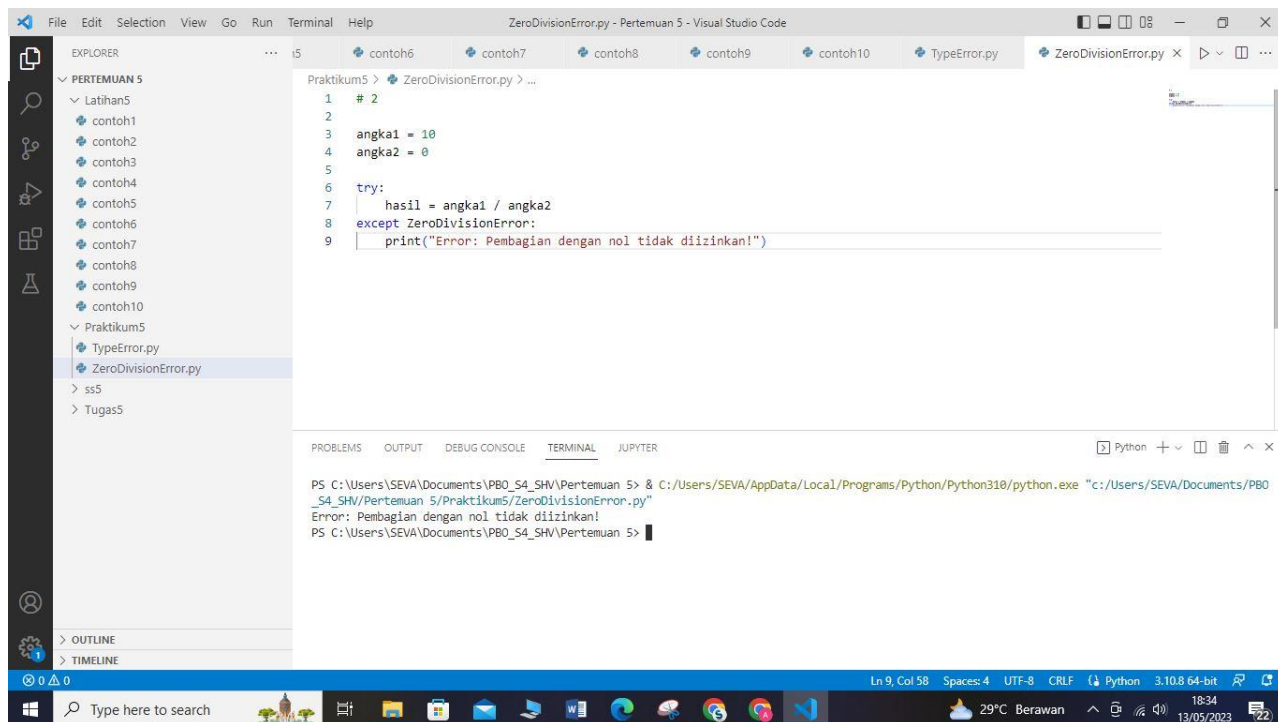 File Edit Selection View Go Run Terminal Help ZeroDivisionError.py - Pertemuan 5 - Visual Studio Code
EXPLORER ... t5 contoh6 contoh7 contoh8 contoh9 contoh10 TypeError.py ZeroDivisionError.py
PERTEMUAN 5
Latihan5
contoh1
contoh2
contoh3
contoh4
contoh5
contoh6
contoh7
contoh8
contoh9
contoh10
Praktikum5
TypeError.py
ZeroDivisionError.py
ss5
Tugas5
OUTLINE
TIMELINE
Praktikum5 > ZeroDivisionError.py > ...
1 # 2
2
3 angka1 = 10
4 angka2 = 0
5
6 try:
7 hasil = angka1 / angka2
8 except ZeroDivisionError:
9 print("Error: Pembagian dengan nol tidak diizinkan!")
PROBLEMS OUTPUT DEBUG CONSOLE TERMINAL JUPYTER Python
PS C:\Users\SEVA\Documents\PBO_S4_SHV\Pertemuan 5> & C:/Users/SEVA/AppData/Local/Programs/Python/Python310/python.exe "c:/Users/SEVA/Documents/PBO
_S4_SHV/Pertemuan 5/Praktikum5/ZeroDivisionError.py"
Error: Pembagian dengan nol tidak diizinkan!
PS C:\Users\SEVA\Documents\PBO_S4_SHV\Pertemuan 5>
1
0 0 Ln 9, Col 58 Spaces: 4 UTF-8 CRLF Python 3.10.8 64-bit
Type here to search 29°C Berawan 18:34
13/05/2023 22